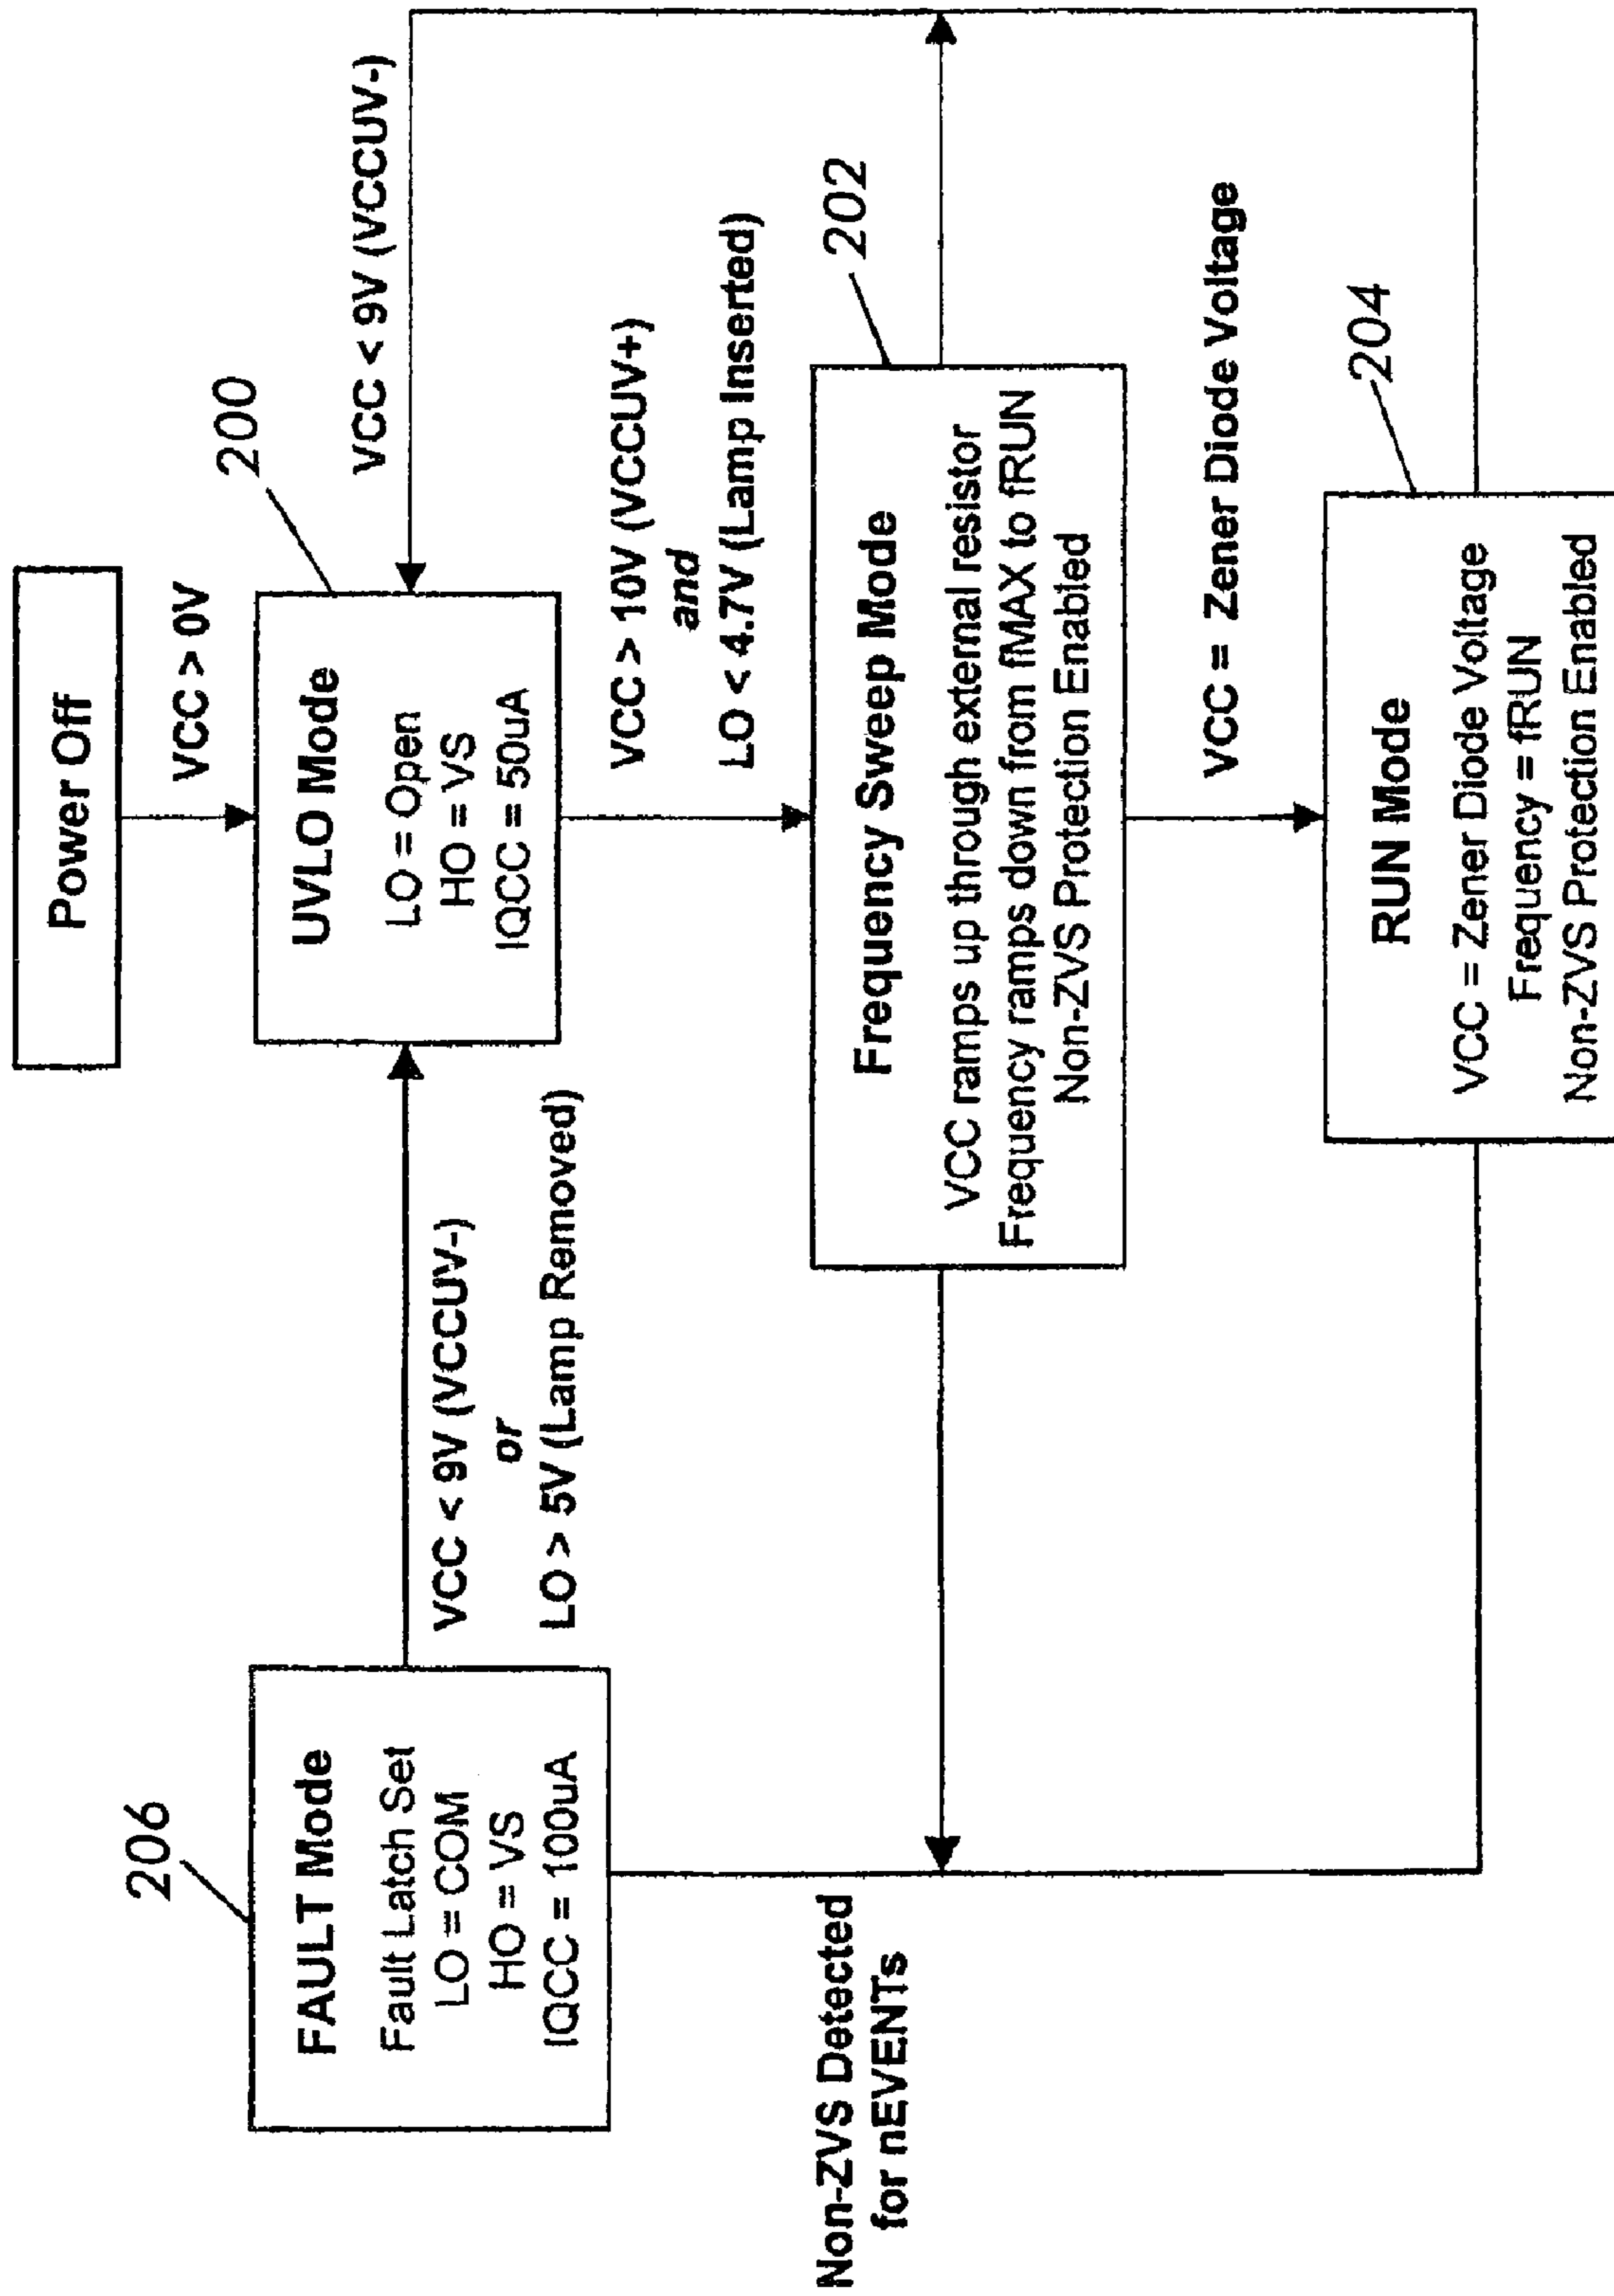 Power Off
VCC > 0V
200
UVLO Mode
LO = Open
HO = VS
IQCC = 50uA
VCC < 9V (VCCUV-)
206
FAULT Mode
Fault Latch Set
LO = COM
HO = VS
IQCC = 100uA
VCC < 9V (VCCUV-)
or
LO > 5V (Lamp Removed)
VCC > 10V (VCCUV+)
and
LO < 4.7V (Lamp Inserted)
202
Frequency Sweep Mode
VCC ramps up through external resistor
Frequency ramps down from fMAX to fRUN
Non-ZVS Protection Enabled
Non-ZVS Detected
for nEVENTs
VCC = Zener Diode Voltage
204
RUN Mode
VCC = Zener Diode Voltage
Frequency = fRUN
Non-ZVS Protection Enabled